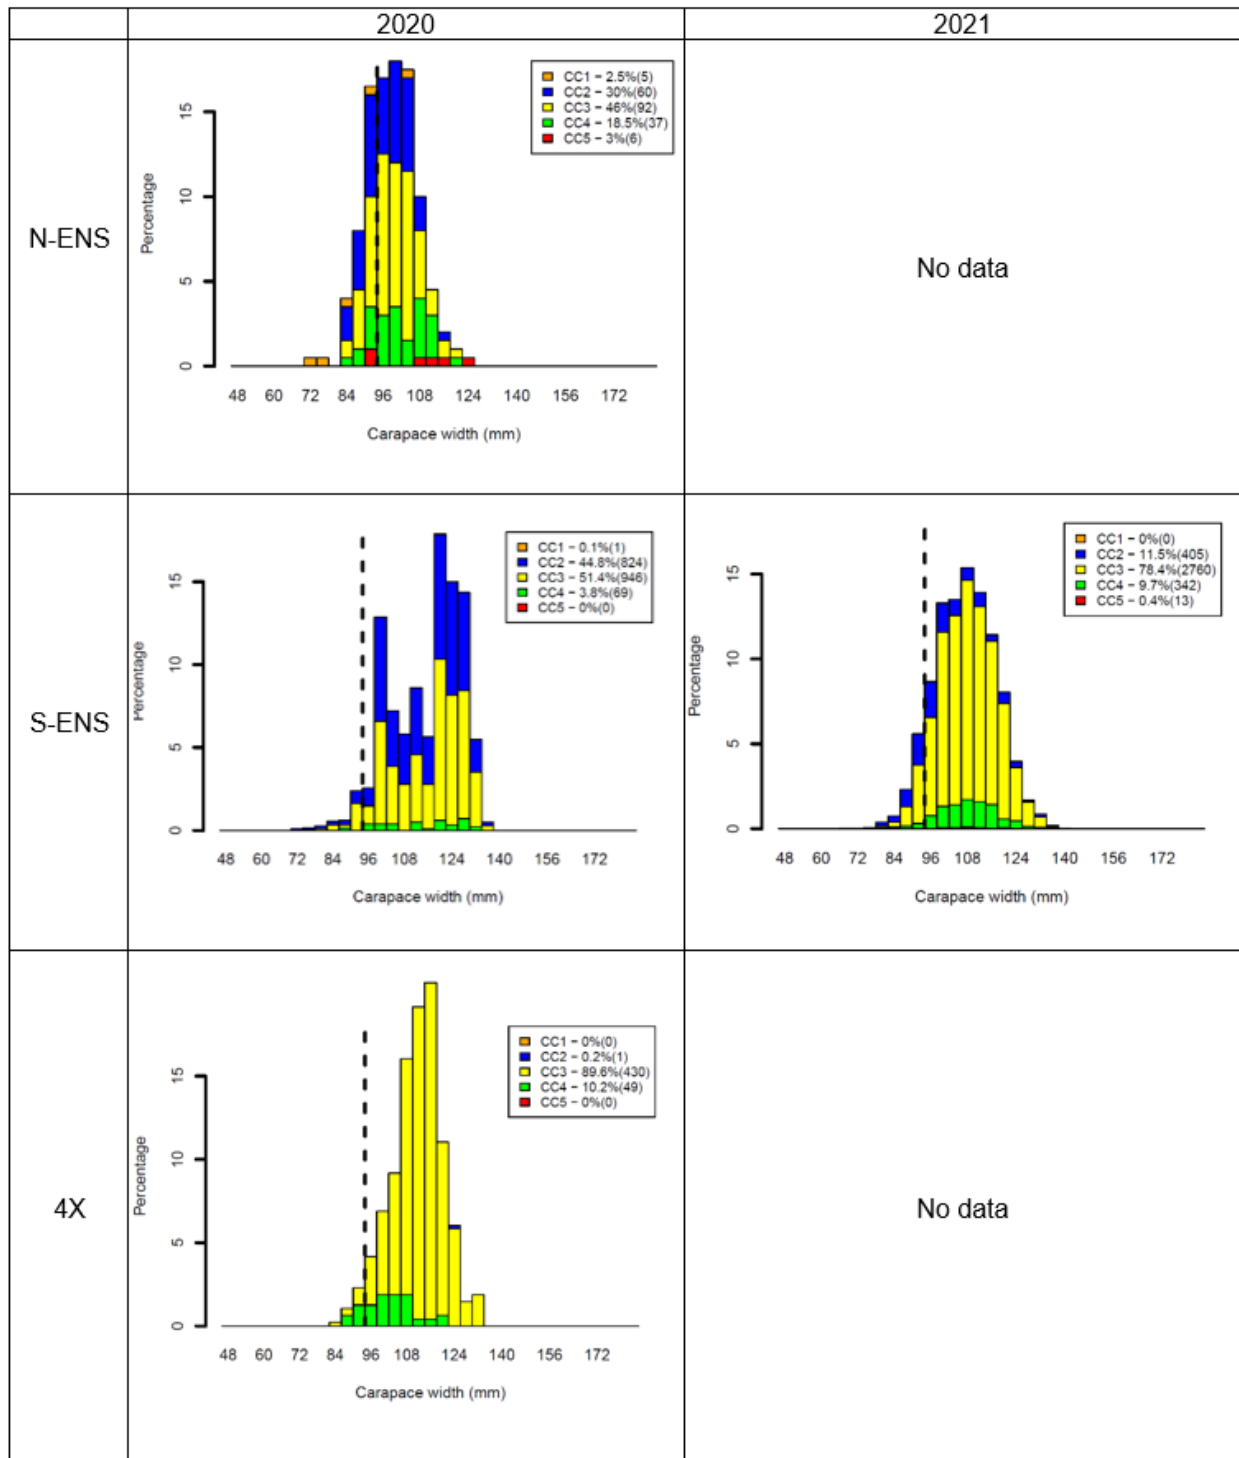 2020 2021
N-ENS
Percentage
15
10
5
0
CC1 − 2.5%(5)
CC2 − 30%(60)
CC3 − 46%(92)
CC4 − 18.5%(37)
CC5 − 3%(6)
48 60 72 84 96 108 124 140 156 172
Carapace width (mm)
No data
S-ENS
Percentage
15
10
5
0
CC1 − 0.1%(1)
CC2 − 44.8%(824)
CC3 − 51.4%(946)
CC4 − 3.8%(69)
CC5 − 0%(0)
48 60 72 84 96 108 124 140 156 172
Carapace width (mm)
Percentage
15
10
5
0
CC1 − 0%(0)
CC2 − 11.5%(405)
CC3 − 78.4%(2760)
CC4 − 9.7%(342)
CC5 − 0.4%(13)
48 60 72 84 96 108 124 140 156 172
Carapace width (mm)
4X
Percentage
15
10
5
0
CC1 − 0%(0)
CC2 − 0.2%(1)
CC3 − 89.6%(430)
CC4 − 10.2%(49)
CC5 − 0%(0)
48 60 72 84 96 108 124 140 156 172
Carapace width (mm)
No data